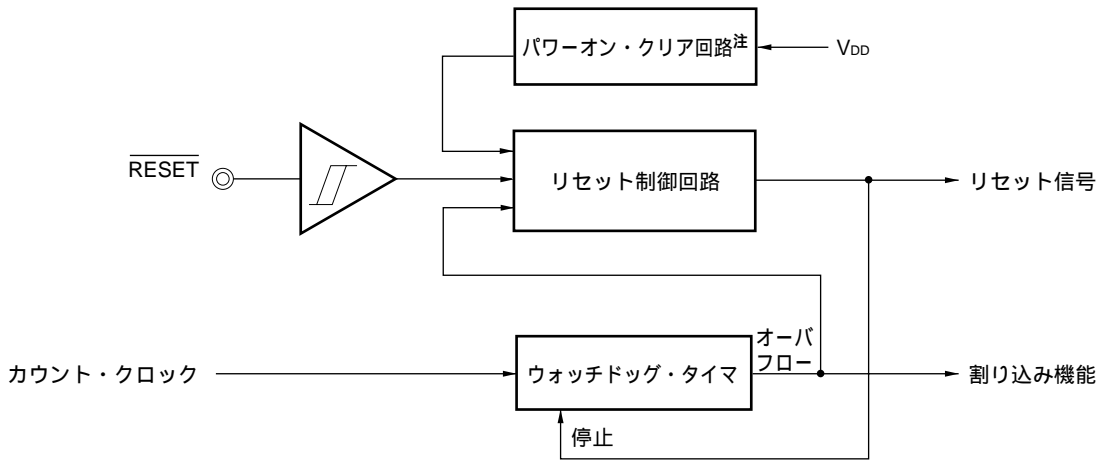 パワーオン・クリア回路注
VDD
RESET
リセット制御回路
リセット信号
オーバ
フロー
カウント・クロック
ウォッチドッグ・タイマ
割り込み機能
停止